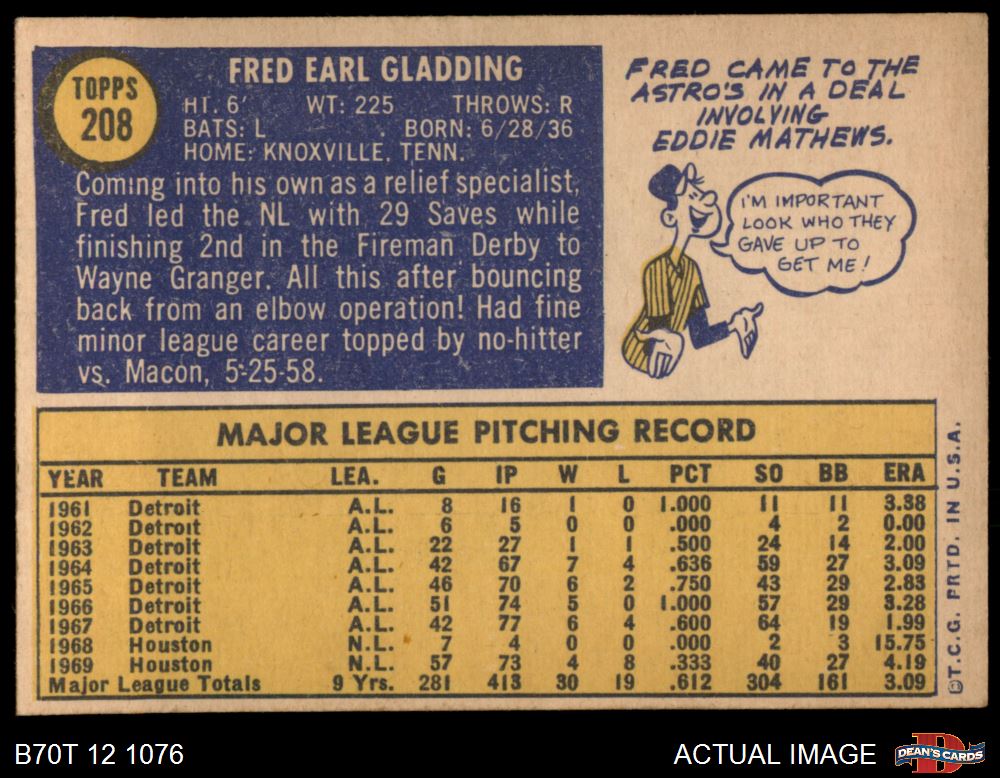 TOPPS
208
FRED EARL GLADDING
HT. 6' WT: 225 THROWS: R
BATS: L . BORN: 6/28/36
HOME: KNOXVILLE, TENN.
Coming into his own as a relief specialist,
Fred led the NL with 29 Saves while
finishing 2nd in the Fireman Derby to
Wayne Granger. All this after bouncing
back from an elbow operation! Had fine
minor league career topped by no-hitter
vs. Macon, 5-25-58.
FRED CAME TO THE
ASTRO'S IN A DEAL
INVOLVING
EDDIE MATHEWS.
I'M IMPORTANT
LOOK WHO THEY
GAVE UP TO
GET ME!
MAJOR LEAGUE PITCHING RECORD
YEAR TEAM LEA. G IP W L PCT SO BB ERA
1961 Detroit A.L. 8 16 1 0 1.000 11 11 3.38
1962 Detroit A.L. 6 5 0 0 .000 4 2 0.00
1963 Detroit A.L. 22 27 1 1 .500 24 14 2.00
1964 Detroit A.L. 42 67 7 4 .636 59 27 3.09
1965 Detroit A.L. 46 70 6 2 .750 43 29 2.83
1966 Detroit A.L. 51 74 5 0 1.000 57 29 3.28
1967 Detroit A.L. 42 77 6 4 .600 64 19 1.99
1968 Houston N.L. 7 4 0 0 .000 2 3 15.75
1969 Houston N.L. 57 73 4 8 .333 40 27 4.19
Major League Totals 9 Yrs. 281 413 30 19 .612 304 161 3.09
©T.C.G. PRTD. IN U.S.A.
B70T 12 1076
ACTUAL IMAGE
DEAN'S CARDS